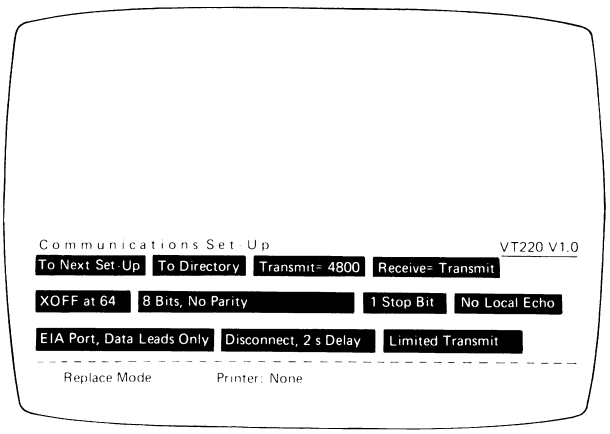 Communications Set-Up VT220 V1.0
To Next Set-Up To Directory Transmit= 4800 Receive= Transmit
XOFF at 64 8 Bits, No Parity 1 Stop Bit No Local Echo
EIA Port, Data Leads Only Disconnect, 2 s Delay Limited Transmit
Replace Mode Printer: None